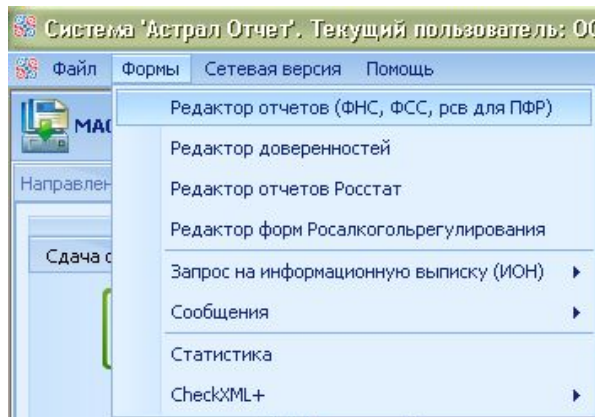 Система 'Астрал Отчет'. Текущий пользователь: ОО
Файл Формы Сетевая версия Помощь
Редактор отчетов (ФНС, ФСС, рсв для ПФР)
МАС
Редактор доверенностей
Направлен
Редактор отчетов Росстат
Редактор форм Росалкогольрегулирования
Сдача о
Запрос на информационную выписку (ИОН)
Сообщения
Статистика
CheckXML+